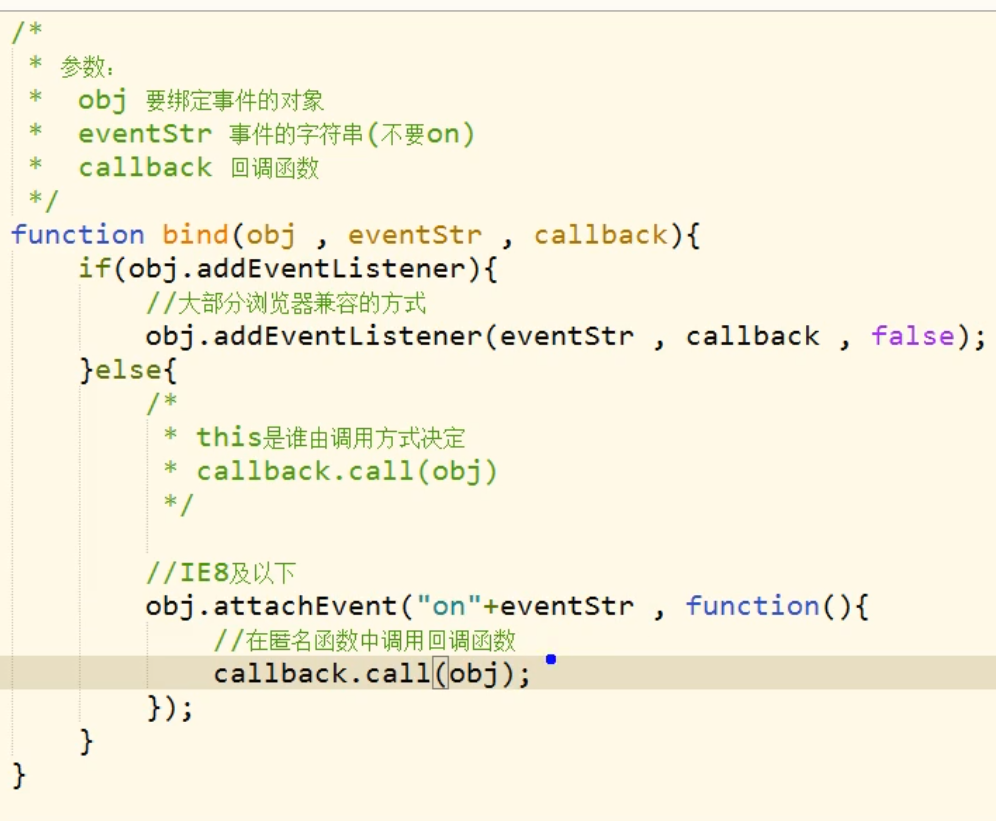 /*
 * 参数：
 *  obj 要绑定事件的对象
 *  eventStr 事件的字符串(不要on)
 *  callback 回调函数
 */
function bind(obj , eventStr , callback){
    if(obj.addEventListener){
        //大部分浏览器兼容的方式
        obj.addEventListener(eventStr , callback , false);
    }else{
        /*
         * this是谁由调用方式决定
         * callback.call(obj)
         */
        //IE8及以下
        obj.attachEvent("on"+eventStr , function(){
            //在匿名函数中调用回调函数
            callback.call(obj);
        });
    }
}